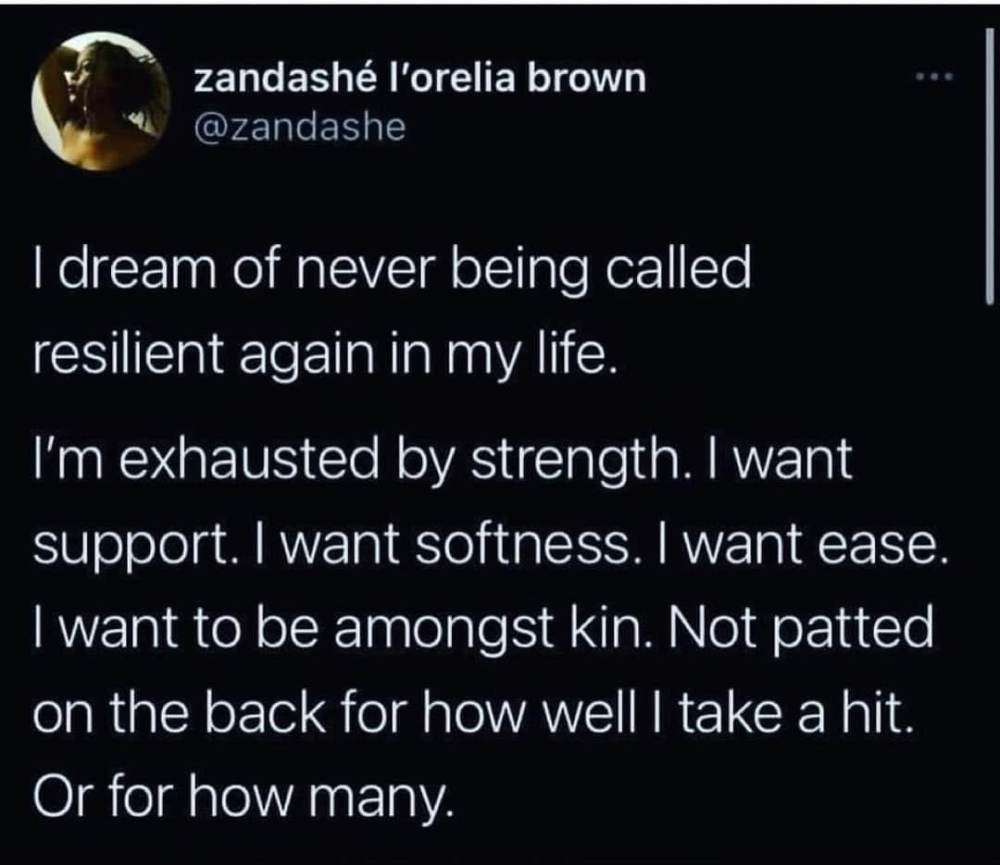 zandashé l'orelia brown
@zandashe
I dream of never being called
resilient again in my life.
I'm exhausted by strength. I want
support. I want softness. I want ease.
I want to be amongst kin. Not patted
on the back for how well I take a hit.
Or for how many.